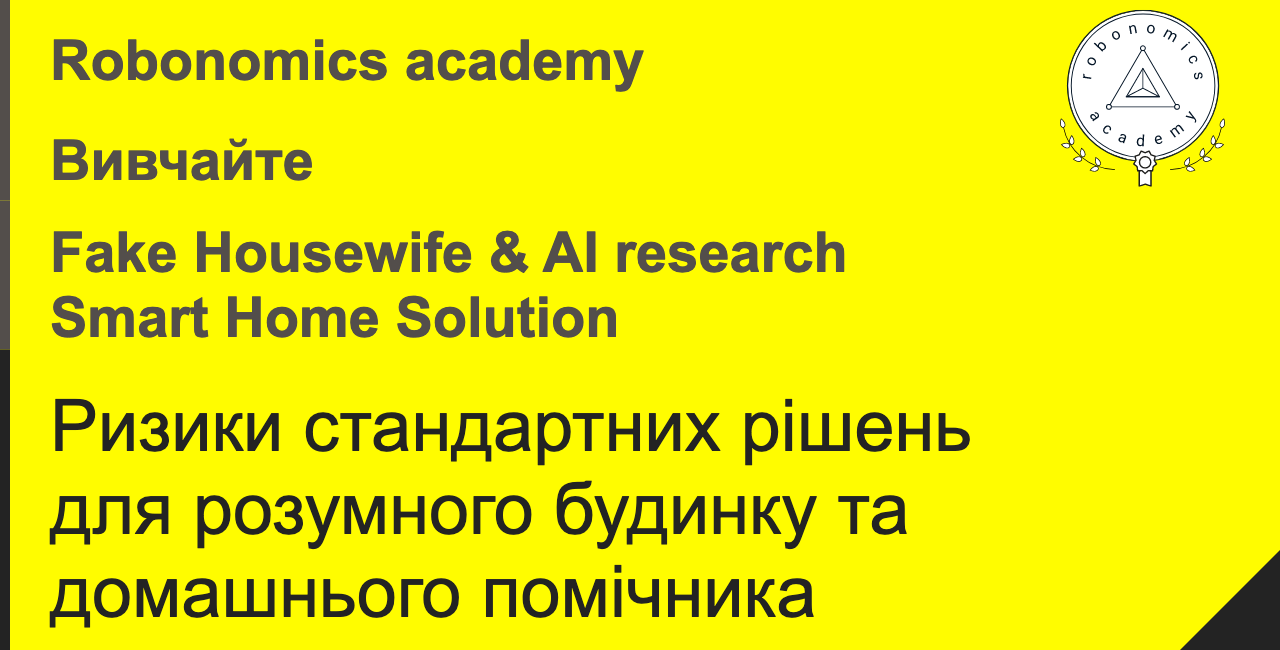 Robonomics academy
robonomics
academy
Вивчайте
Fake Housewife & AI research
Smart Home Solution
Ризики стандартних рішень
для розумного будинку та
домашнього помічника